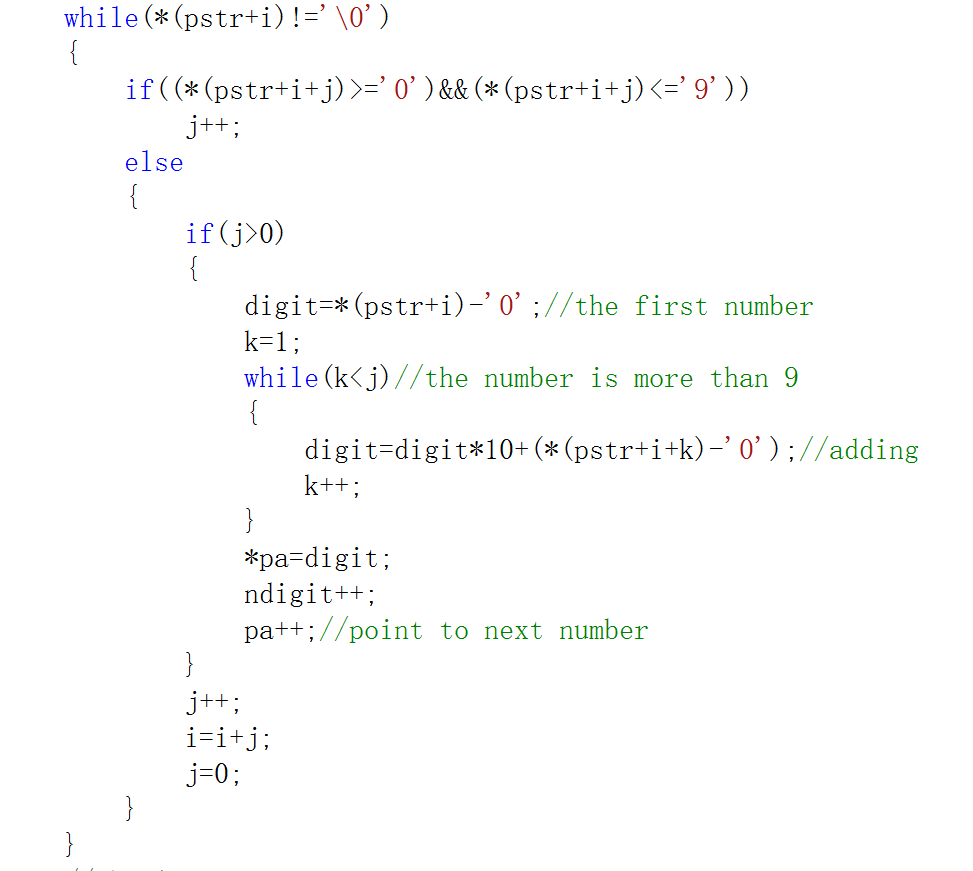 while(*(pstr+i)!='\0')
{
if((*(pstr+i+j)>='0')&&(*(pstr+i+j)<='9'))
j++;
else
{
if(j>0)
{
digit=*(pstr+i)-'0';//the first number
k=1;
while(k<j)//the number is more than 9
{
digit=digit*10+(*(pstr+i+k)-'0');//adding
k++;
}
*pa=digit;
ndigit++;
pa++;//point to next number
}
j++;
i=i+j;
j=0;
}
}